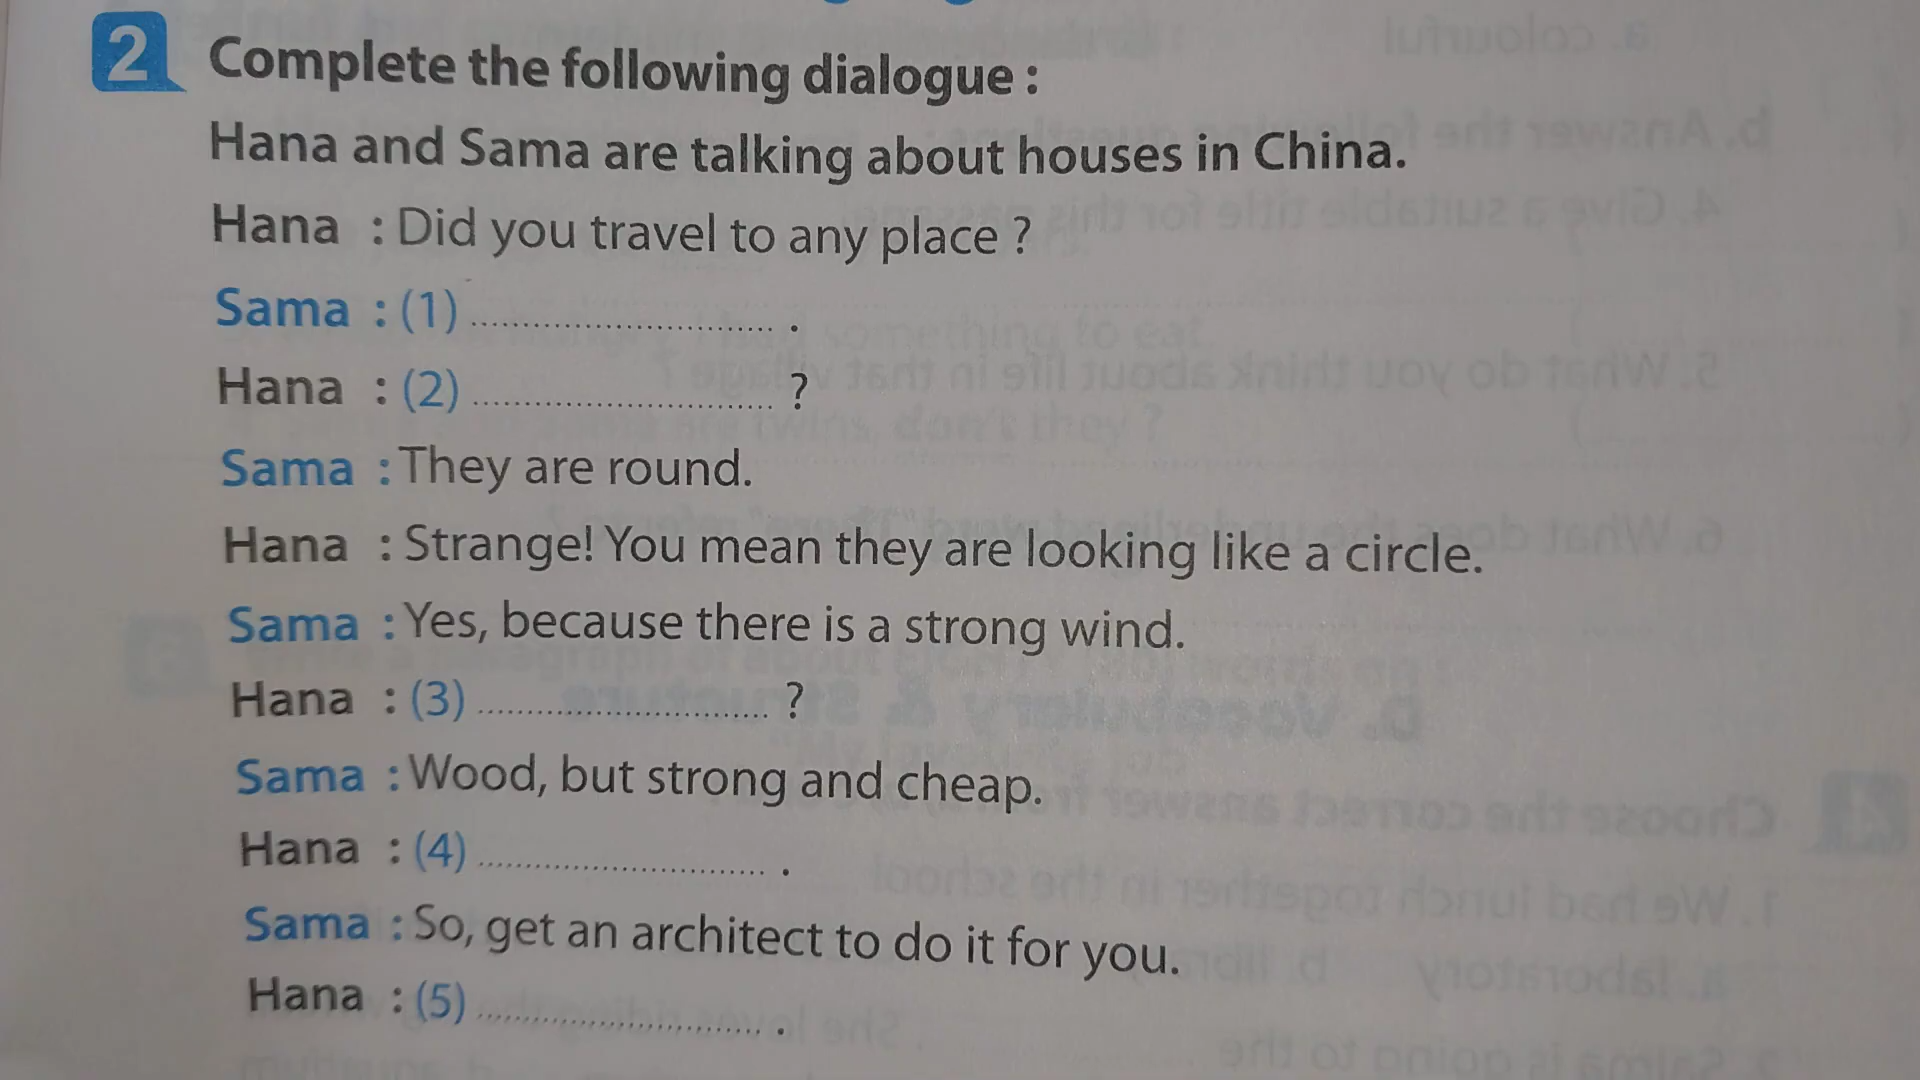 2 Complete the following dialogue :
Hana and Sama are talking about houses in China.
Hana : Did you travel to any place ?
Sama : (1) .............................. .
Hana : (2) .............................. ?
Sama : They are round.
Hana : Strange! You mean they are looking like a circle.
Sama : Yes, because there is a strong wind.
Hana : (3) .............................. ?
Sama : Wood, but strong and cheap.
Hana : (4) .............................. .
Sama : So, get an architect to do it for you.
Hana : (5) .............................. .